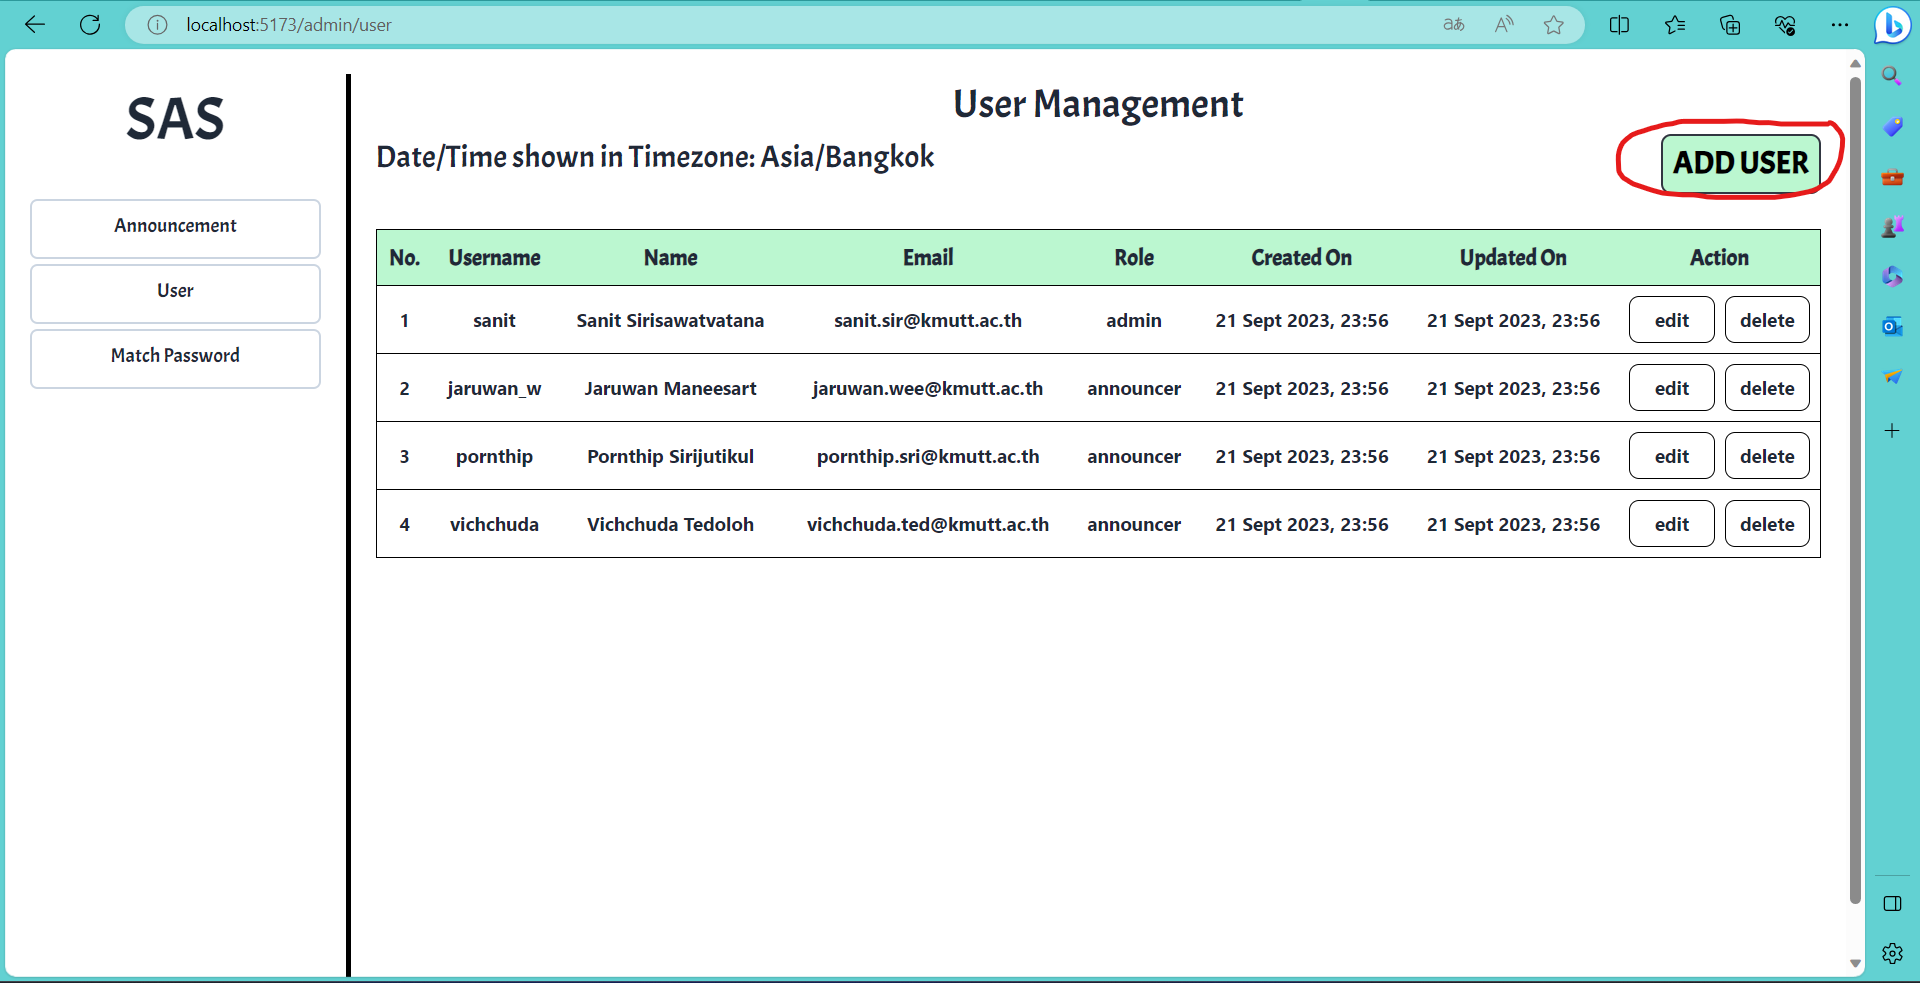 localhost:5173/admin/user
SAS
Announcement
User
Match Password
User Management
Date/Time shown in Timezone: Asia/Bangkok
ADD USER
No. Username Name Email Role Created On Updated On Action
1 sanit Sanit Sirisawatvatana sanit.sir@kmutt.ac.th admin 21 Sept 2023, 23:56 21 Sept 2023, 23:56 edit delete
2 jaruwan_w Jaruwan Maneesart jaruwan.wee@kmutt.ac.th announcer 21 Sept 2023, 23:56 21 Sept 2023, 23:56 edit delete
3 pornthip Pornthip Sirijutikul pornthip.sri@kmutt.ac.th announcer 21 Sept 2023, 23:56 21 Sept 2023, 23:56 edit delete
4 vichchuda Vichchuda Tedoloh vichchuda.ted@kmutt.ac.th announcer 21 Sept 2023, 23:56 21 Sept 2023, 23:56 edit delete